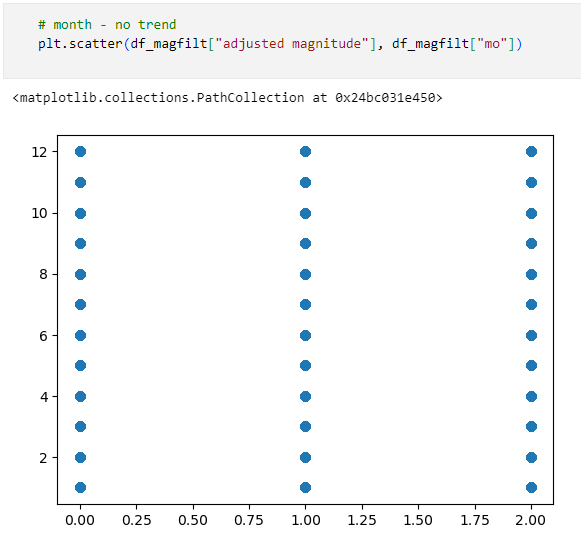 # month - no trend
plt.scatter(df_magfilt["adjusted magnitude"], df_magfilt["mo"])
<matplotlib.collections.PathCollection at 0x24bc031e450>
12
10
8
6
4
2
0.00 0.25 0.50 0.75 1.00 1.25 1.50 1.75 2.00